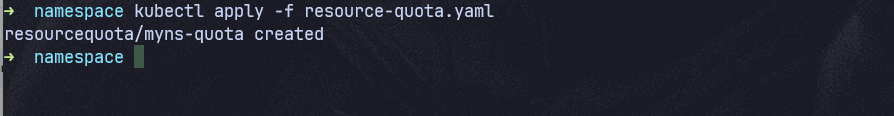 → namespace kubectl apply -f resource-quota.yaml
resourcequota/myns-quota created
→ namespace